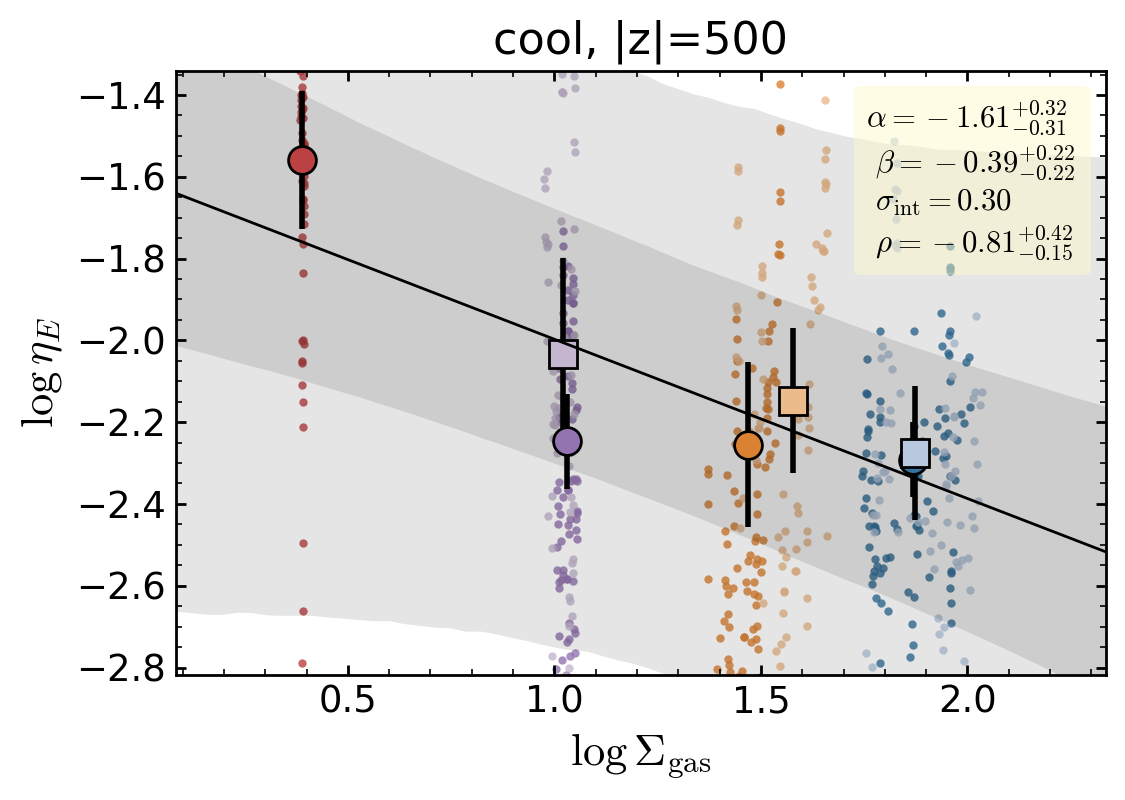 cool, |z|=500
−1.4
−1.6
−1.8
−2.0
−2.2
−2.4
−2.6
−2.8
log η_E
α = −1.61^{+0.32}_{−0.31}
β = −0.39^{+0.22}_{−0.22}
σ_int = 0.30
ρ = −0.81^{+0.42}_{−0.15}
0.5 1.0 1.5 2.0
log Σ_gas